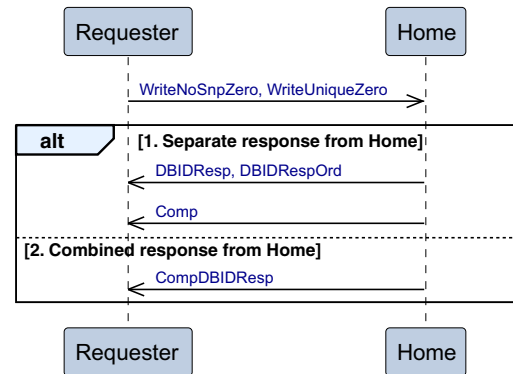 Requester Home
WriteNoSnpZero, WriteUniqueZero
alt [1. Separate response from Home]
DBIDResp, DBIDRespOrd
Comp
[2. Combined response from Home]
CompDBIDResp
Requester Home